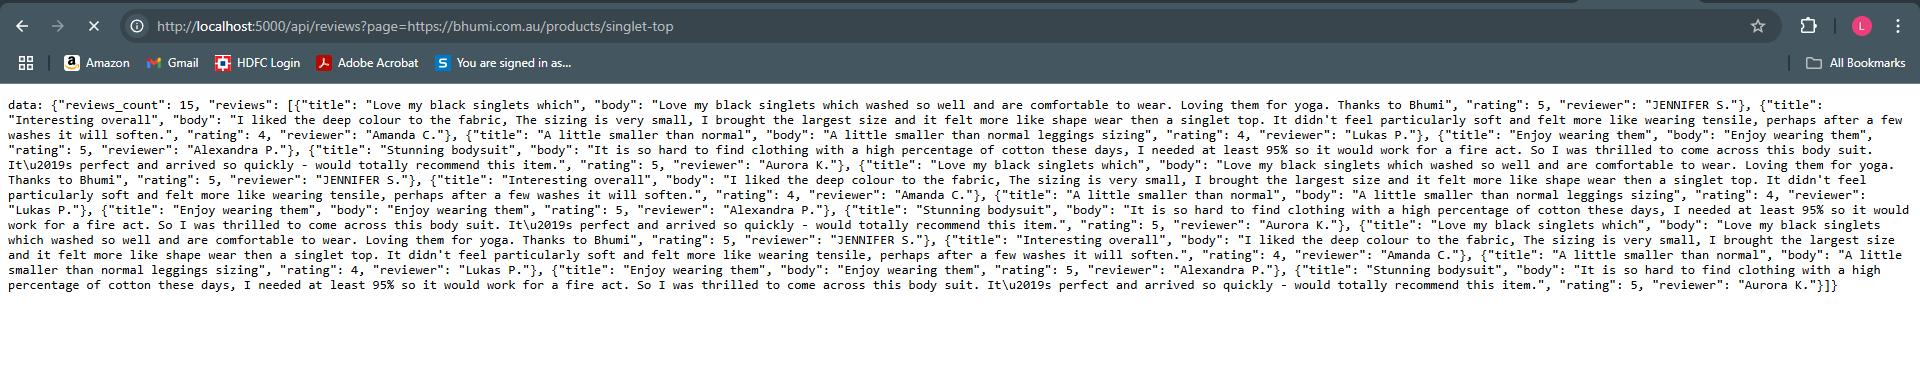 http://localhost:5000/api/reviews?page=https://bhumi.com.au/products/singlet-top
L
Amazon Gmail HDFC Login Adobe Acrobat S You are signed in as... All Bookmarks
data: {"reviews_count": 15, "reviews": [{"title": "Love my black singlets which", "body": "Love my black singlets which washed so well and are comfortable to wear. Loving them for yoga. Thanks to Bhumi", "rating": 5, "reviewer": "JENNIFER S."}, {"title":
"Interesting overall", "body": "I liked the deep colour to the fabric, The sizing is very small, I brought the largest size and it felt more like shape wear then a singlet top. It didn't feel particularly soft and felt more like wearing tensile, perhaps after a few
washes it will soften.", "rating": 4, "reviewer": "Amanda C."}, {"title": "A little smaller than normal", "body": "A little smaller than normal leggings sizing", "rating": 4, "reviewer": "Lukas P."}, {"title": "Enjoy wearing them", "body": "Enjoy wearing them",
"rating": 5, "reviewer": "Alexandra P."}, {"title": "Stunning bodysuit", "body": "It is so hard to find clothing with a high percentage of cotton these days, I needed at least 95% so it would work for a fire act. So I was thrilled to come across this body suit.
It\u2019s perfect and arrived so quickly - would totally recommend this item.", "rating": 5, "reviewer": "Aurora K."}, {"title": "Love my black singlets which", "body": "Love my black singlets which washed so well and are comfortable to wear. Loving them for yoga.
Thanks to Bhumi", "rating": 5, "reviewer": "JENNIFER S."}, {"title": "Interesting overall", "body": "I liked the deep colour to the fabric, The sizing is very small, I brought the largest size and it felt more like shape wear then a singlet top. It didn't feel
particularly soft and felt more like wearing tensile, perhaps after a few washes it will soften.", "rating": 4, "reviewer": "Amanda C."}, {"title": "A little smaller than normal", "body": "A little smaller than normal leggings sizing", "rating": 4, "reviewer":
"Lukas P."}, {"title": "Enjoy wearing them", "body": "Enjoy wearing them", "rating": 5, "reviewer": "Alexandra P."}, {"title": "Stunning bodysuit", "body": "It is so hard to find clothing with a high percentage of cotton these days, I needed at least 95% so it would
work for a fire act. So I was thrilled to come across this body suit. It\u2019s perfect and arrived so quickly - would totally recommend this item.", "rating": 5, "reviewer": "Aurora K."}, {"title": "Love my black singlets which", "body": "Love my black singlets
which washed so well and are comfortable to wear. Loving them for yoga. Thanks to Bhumi", "rating": 5, "reviewer": "JENNIFER S."}, {"title": "Interesting overall", "body": "I liked the deep colour to the fabric, The sizing is very small, I brought the largest size
and it felt more like shape wear then a singlet top. It didn't feel particularly soft and felt more like wearing tensile, perhaps after a few washes it will soften.", "rating": 4, "reviewer": "Amanda C."}, {"title": "A little smaller than normal", "body": "A little
smaller than normal leggings sizing", "rating": 4, "reviewer": "Lukas P."}, {"title": "Enjoy wearing them", "body": "Enjoy wearing them", "rating": 5, "reviewer": "Alexandra P."}, {"title": "Stunning bodysuit", "body": "It is so hard to find clothing with a high
percentage of cotton these days, I needed at least 95% so it would work for a fire act. So I was thrilled to come across this body suit. It\u2019s perfect and arrived so quickly - would totally recommend this item.", "rating": 5, "reviewer": "Aurora K."}]}